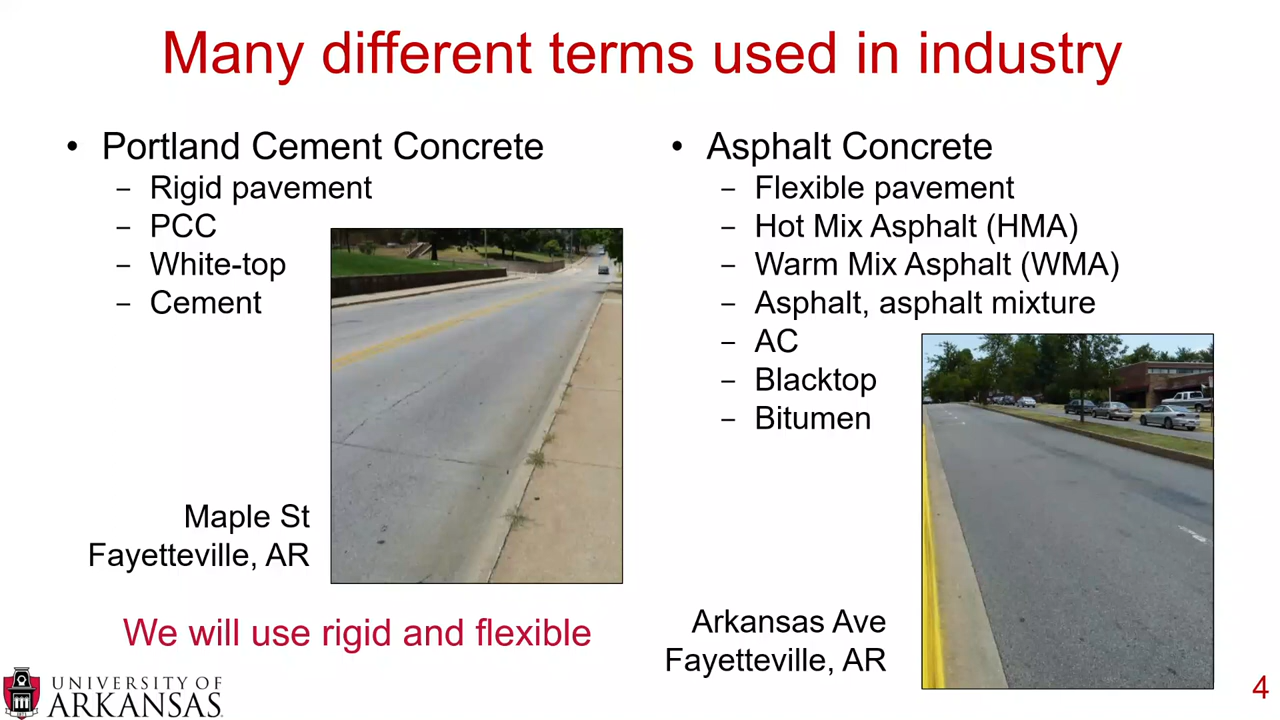 Many different terms used in industry
• Portland Cement Concrete
– Rigid pavement
– PCC
– White-top
– Cement
Maple St
Fayetteville, AR
We will use rigid and flexible
• Asphalt Concrete
– Flexible pavement
– Hot Mix Asphalt (HMA)
– Warm Mix Asphalt (WMA)
– Asphalt, asphalt mixture
– AC
– Blacktop
– Bitumen
Arkansas Ave
Fayetteville, AR
UNIVERSITY OF
ARKANSAS
4